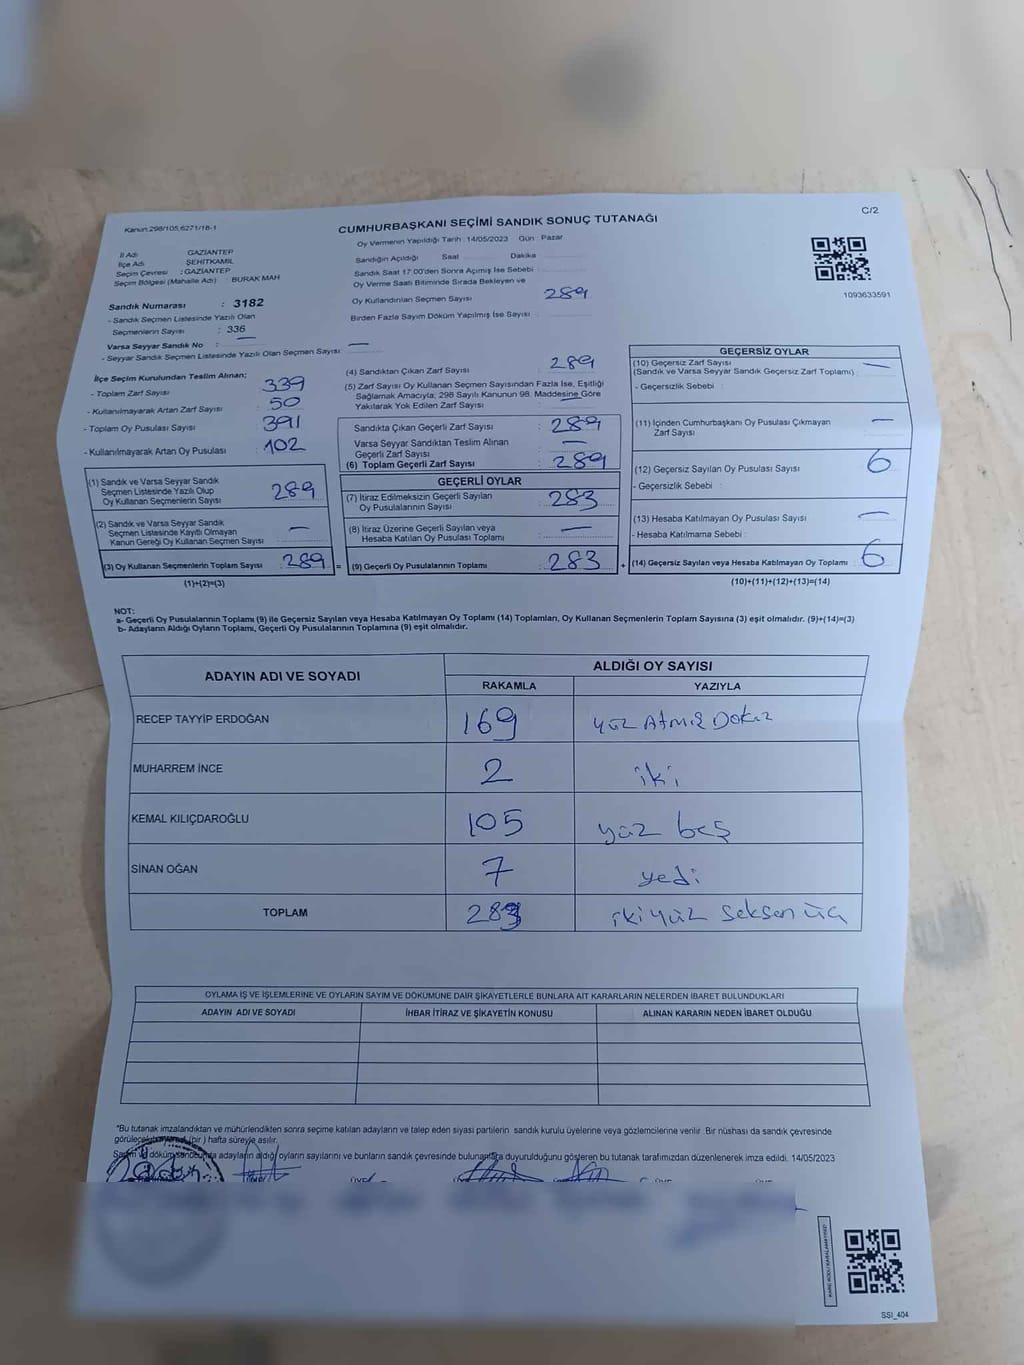 Kanun:298/105,6271/18-1
CUMHURBAŞKANI SEÇİMİ SANDIK SONUÇ TUTANAĞI
C/2
İl Adı GAZİANTEP
İlçe Adı ŞEHİTKAMİL
Seçim Çevresi : GAZİANTEP
Seçim Bölgesi (Mahalle Adı) : BURAK MAH
Sandık Numarası : 3182
- Sandık Seçmen Listesinde Yazılı Olan
Seçmenlerin Sayısı : 336
Varsa Seyyar Sandık No : —
- Seyyar Sandık Seçmen Listesinde Yazılı Olan Seçmen Sayısı : —
Oy Vermenin Yapıldığı Tarih : 14/05/2023 Gün : Pazar
Sandığın Açıldığı Saat Dakika
Sandık Saat 17.00'den Sonra Açımış İse Sebebi
Oy Verme Saati Bitiminde Sırada Bekleyen ve
Oy Kullandırılan Seçmen Sayısı 289
Birden Fazla Sayım Döküm Yapılmış İse Sayısı :
1093633591
İlçe Seçim Kurulundan Teslim Alınan;
- Toplam Zarf Sayısı : 339
- Kullanılmayarak Artan Zarf Sayısı : 50
- Toplam Oy Pusulası Sayısı : 391
- Kullanılmayarak Artan Oy Pusulası : 102
(4) Sandıktan Çıkan Zarf Sayısı : 289
(5) Zarf Sayısı Oy Kullanan Seçmen Sayısından Fazla İse, Eşitliği
Sağlamak Amacıyla; 298 Sayılı Kanunun 98. Maddesine Göre
Yakılarak Yok Edilen Zarf Sayısı : —
Sandıkta Çıkan Geçerli Zarf Sayısı : 289
Varsa Seyyar Sandıktan Teslim Alınan
Geçerli Zarf Sayısı : —
(6) Toplam Geçerli Zarf Sayısı : 289
GEÇERSİZ OYLAR
(10) Geçersiz Zarf Sayısı
(Sandık ve Varsa Seyyar Sandık Geçersiz Zarf Toplamı) : —
- Geçersizlik Sebebi :
(11) İçinden Cumhurbaşkanı Oy Pusulası Çıkmayan
Zarf Sayısı : —
(12) Geçersiz Sayılan Oy Pusulası Sayısı : 6
- Geçersizlik Sebebi :
(13) Hesaba Katılmayan Oy Pusulası Sayısı : —
- Hesaba Katılmama Sebebi :
(14) Geçersiz Sayılan veya Hesaba Katılmayan Oy Toplamı : 6
(10)+(11)+(12)+(13)=(14)
(1) Sandık ve Varsa Seyyar Sandık
Seçmen Listesinde Yazılı Olup
Oy Kullanan Seçmenlerin Sayısı : 289
(2) Sandık ve Varsa Seyyar Sandık
Seçmen Listesinde Kayıtlı Olmayan
Kanun Gereği Oy Kullanan Seçmen Sayısı : —
(3) Oy Kullanan Seçmenlerin Toplam Sayısı : 289 =
(1)+(2)=(3)
GEÇERLİ OYLAR
(7) İtiraz Edilmeksizin Geçerli Sayılan
Oy Pusulalarının Sayısı : 283
(8) İtiraz Üzerine Geçerli Sayılan veya
Hesaba Katılan Oy Pusulası Toplamı : —
(9) Geçerli Oy Pusulalarının Toplamı : 283 +
NOT:
a- Geçerli Oy Pusulalarının Toplamı (9) ile Geçersiz Sayılan veya Hesaba Katılmayan Oy Toplamı (14) Toplamları, Oy Kullanan Seçmenlerin Toplam Sayısına (3) eşit olmalıdır. (9)+(14)=(3)
b- Adayların Aldığı Oyların Toplamı, Geçerli Oy Pusulalarının Toplamına (9) eşit olmalıdır.
ADAYIN ADI VE SOYADI ALDIĞI OY SAYISI
RAKAMLA YAZIYLA
RECEP TAYYİP ERDOĞAN 169 yüz Atmış Dokuz
MUHARREM İNCE 2 iki
KEMAL KILIÇDAROĞLU 105 yüz beş
SİNAN OĞAN 7 yedi
TOPLAM 283 iki yüz seksen üç
OYLAMA İŞ VE İŞLEMLERİNE VE OYLARIN SAYIM VE DÖKÜMÜNE DAİR ŞİKAYETLERLE BUNLARA AİT KARARLARIN NELERDEN İBARET BULUNDUKLARI
ADAYIN ADI VE SOYADI İHBAR İTİRAZ VE ŞİKAYETİN KONUSU ALINAN KARARIN NEDEN İBARET OLDUĞU
*Bu tutanak imzalandıktan ve mühürlendikten sonra seçime katılan adayların ve talep eden siyasi partilerin sandık kurulu üyelerine veya gözlemcilerine verilir. Bir nüshası da sandık çevresinde
(bir) hafta süreyle asılır.
adayların aldığı oyların sayılarını ve bunların sandık çevresinde bulunanlara duyurulduğunu gösteren bu tutanak tarafımızdan düzenlenerek imza edildi. 14/05/2023
SSI_404